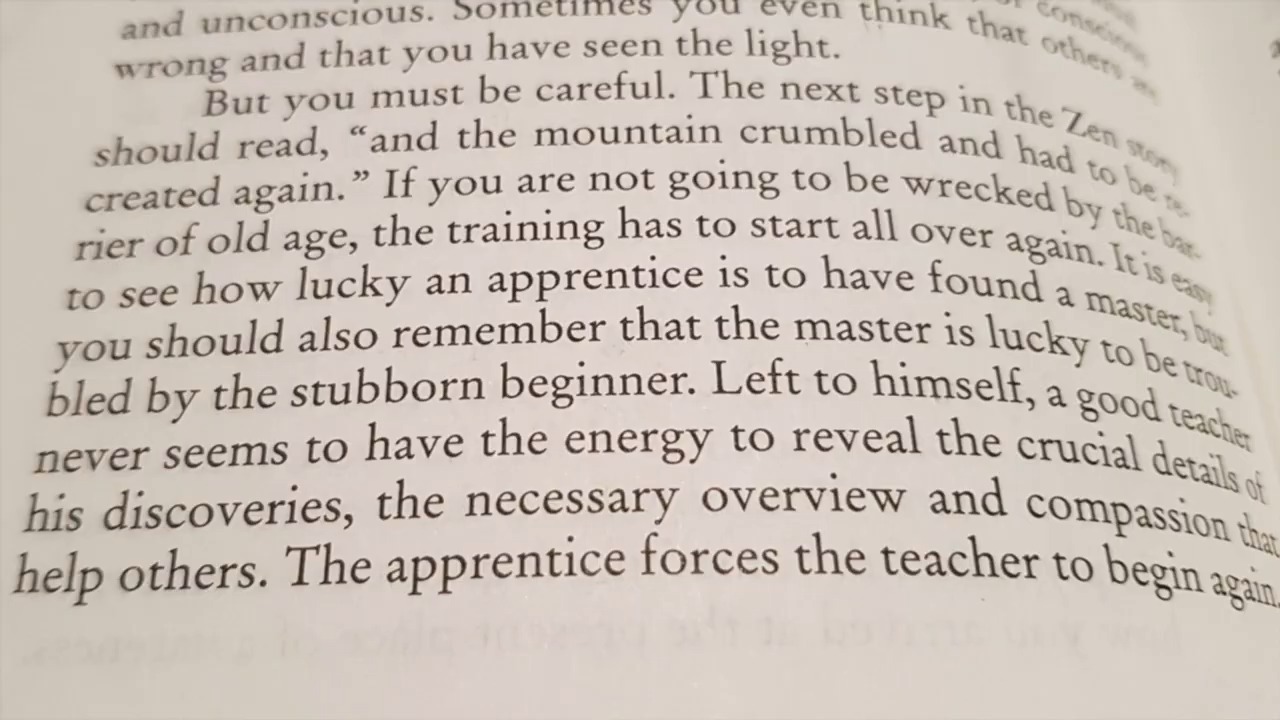 of conscious
and unconscious. Sometimes you even think that others are
wrong and that you have seen the light.
But you must be careful. The next step in the Zen story
should read, “and the mountain crumbled and had to be re-
created again.” If you are not going to be wrecked by the bar-
rier of old age, the training has to start all over again. It is easy
to see how lucky an apprentice is to have found a master, but
you should also remember that the master is lucky to be trou-
bled by the stubborn beginner. Left to himself, a good teacher
never seems to have the energy to reveal the crucial details of
his discoveries, the necessary overview and compassion that
help others. The apprentice forces the teacher to begin again.